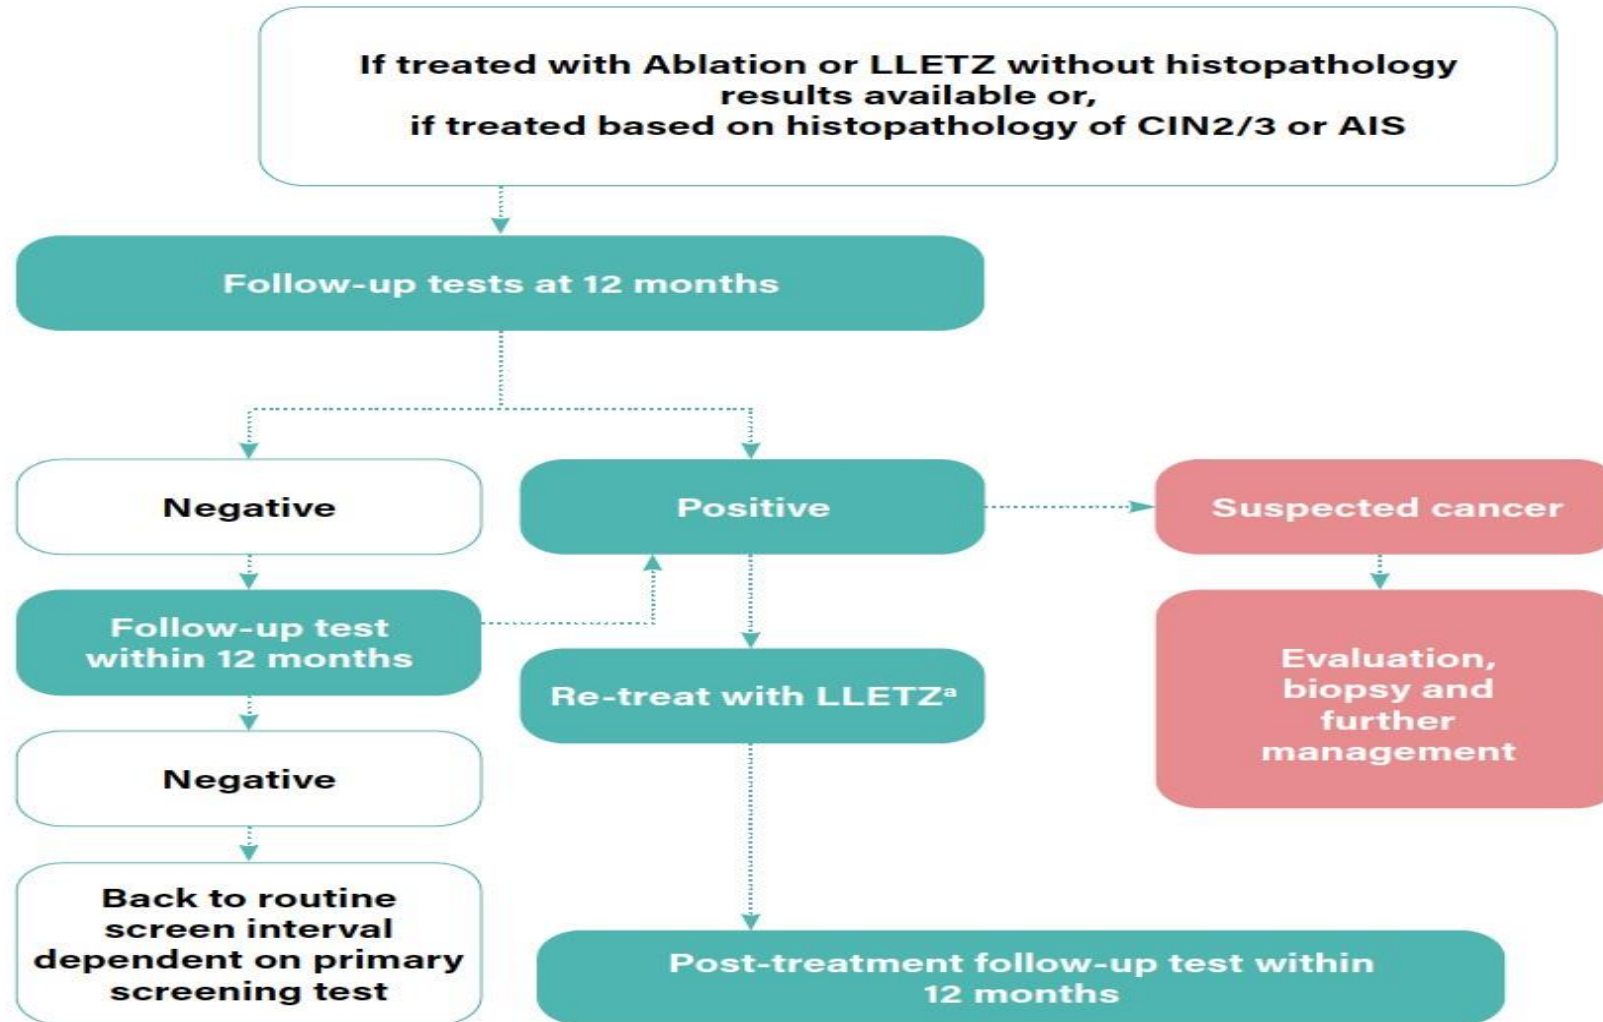 If treated with Ablation or LLETZ without histopathology
results available or,
if treated based on histopathology of CIN2/3 or AIS
Follow-up tests at 12 months
Negative
Positive
Suspected cancer
Follow-up test
within 12 months
Re-treat with LLETZª
Evaluation,
biopsy and
further
management
Negative
Back to routine
screen interval
dependent on primary
screening test
Post-treatment follow-up test within
12 months